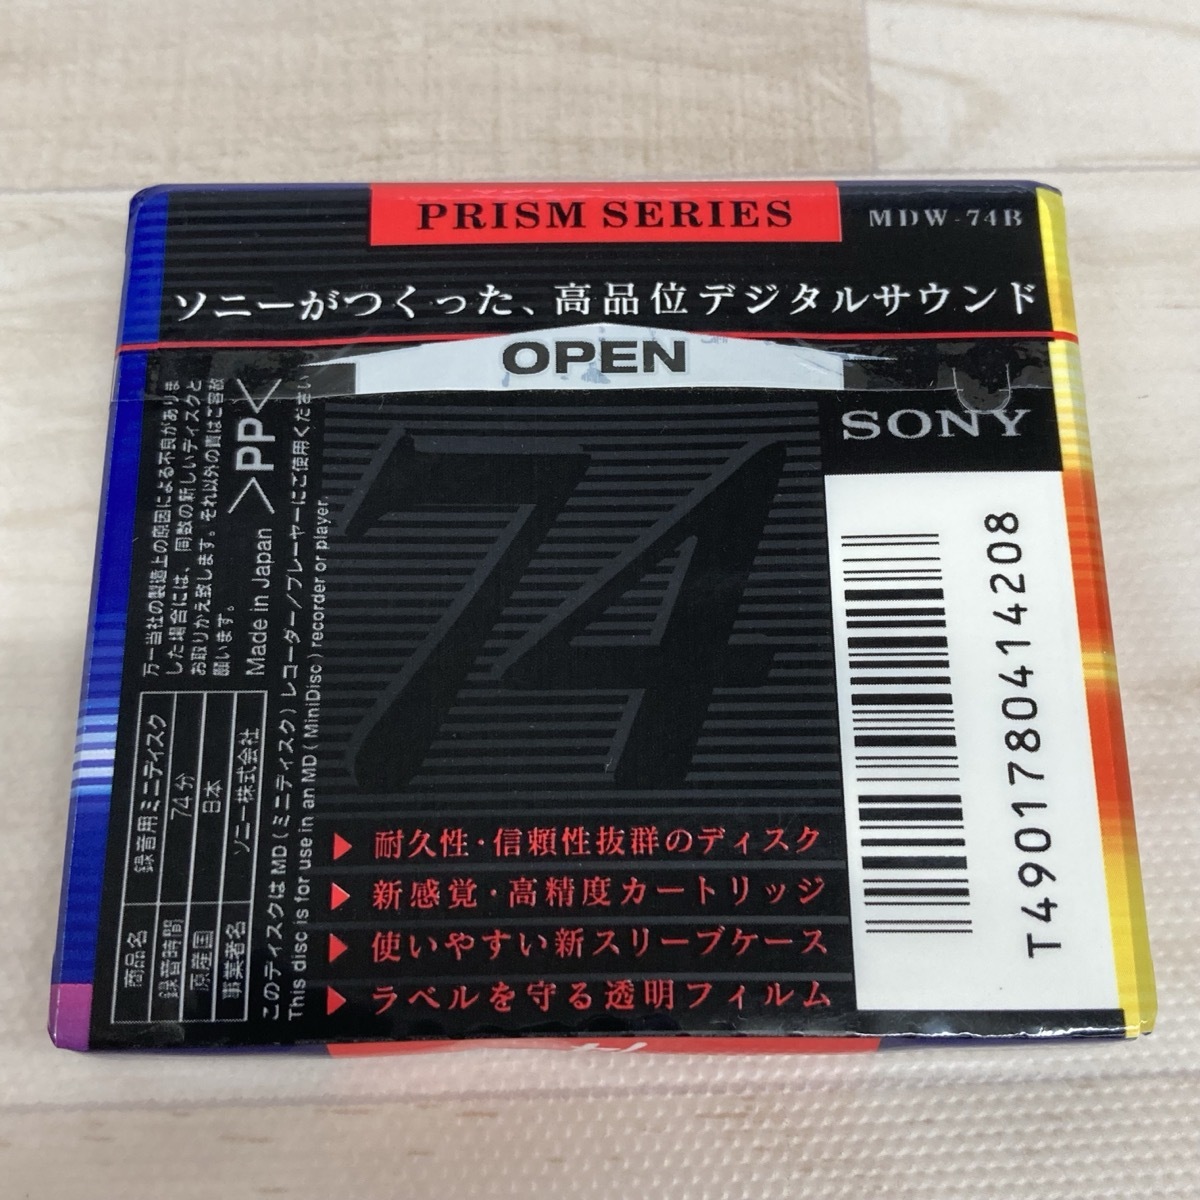 PRISM SERIES
MDW-74B
ソニーがつくった、高品位デジタルサウンド
OPEN
SONY
74
耐久性・信頼性抜群のディスク
新感覚・高精度カートリッジ
使いやすい新スリーブケース
ラベルを守る透明フィルム
T4901780414208
万一当社の製造上の原因による不良がありま
した場合には、同数の新しいディスクと
お取りかえ致します。それ以外の責はご容赦
願います。
>PP<
Made in Japan
商品名 録音用ミニディスク
録音時間 74分
原産国 日本
事業者名 ソニー株式会社
このディスクはMD(ミニディスク)レコーダー/プレーヤーにご使用ください
This disc is for use in an MD(MiniDisc) recorder or player.